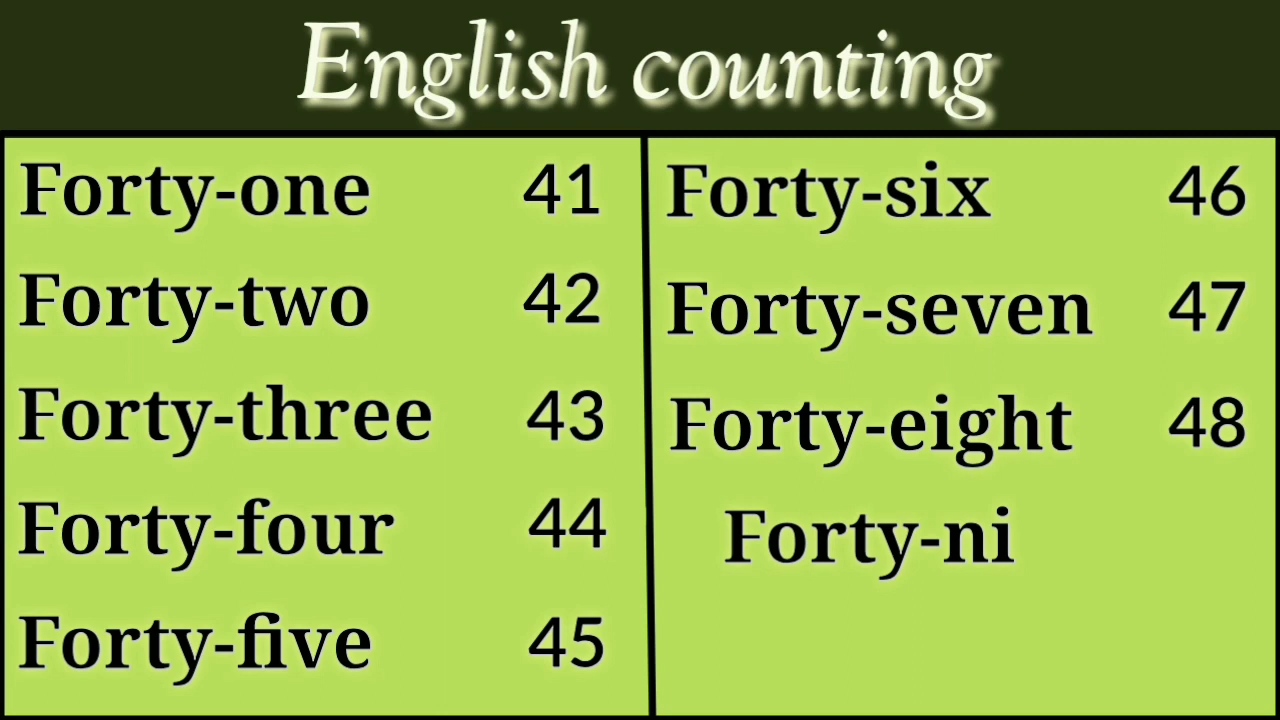 English counting
Forty-one 41
Forty-two 42
Forty-three 43
Forty-four 44
Forty-five 45
Forty-six 46
Forty-seven 47
Forty-eight 48
Forty-ni